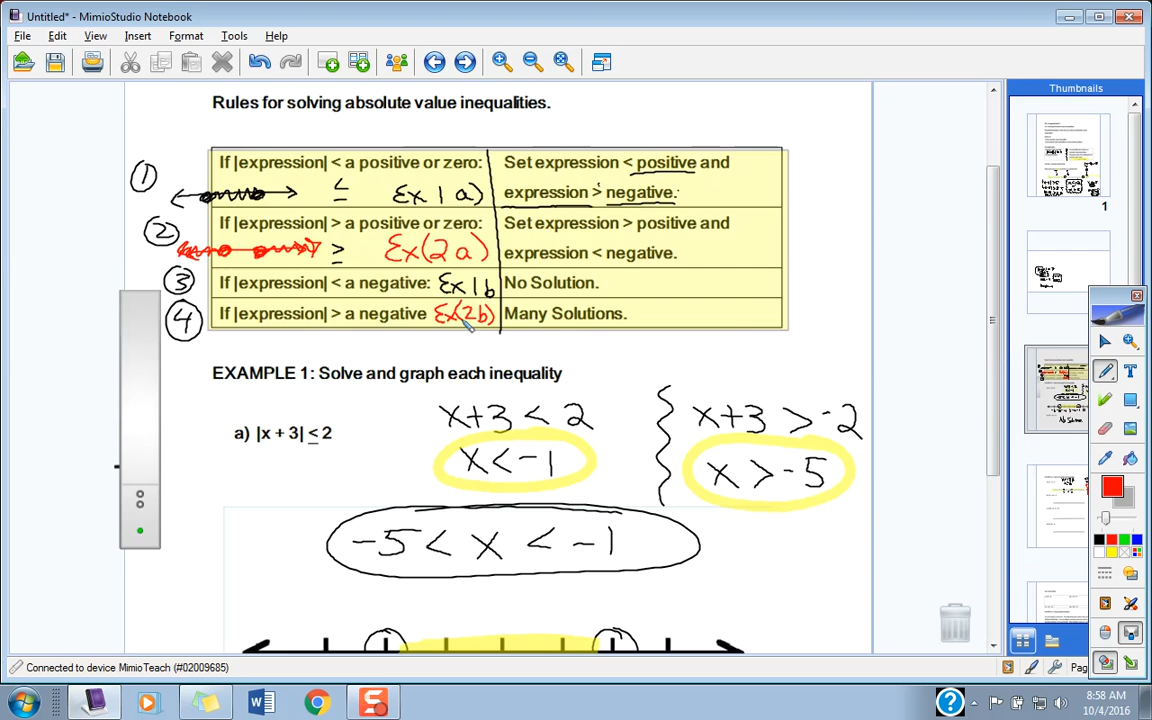 Untitled* - MimioStudio Notebook
File Edit View Insert Format Tools Help
Rules for solving absolute value inequalities.
① If |expression| < a positive or zero: Set expression < positive and
≤ Ex 1 a) expression > negative.
② If |expression| > a positive or zero: Set expression > positive and
≥ Ex(2a) expression < negative.
③ If |expression| < a negative: Ex 1b No Solution.
④ If |expression| > a negative Ex(2b) Many Solutions.
EXAMPLE 1: Solve and graph each inequality
x+3 < 2 x+3 > -2
a) |x + 3| < 2
x < -1 x > -5
-5 < x < -1
Thumbnails
1
Connected to device MimioTeach (#02009685)
Pag
8:58 AM
10/4/2016